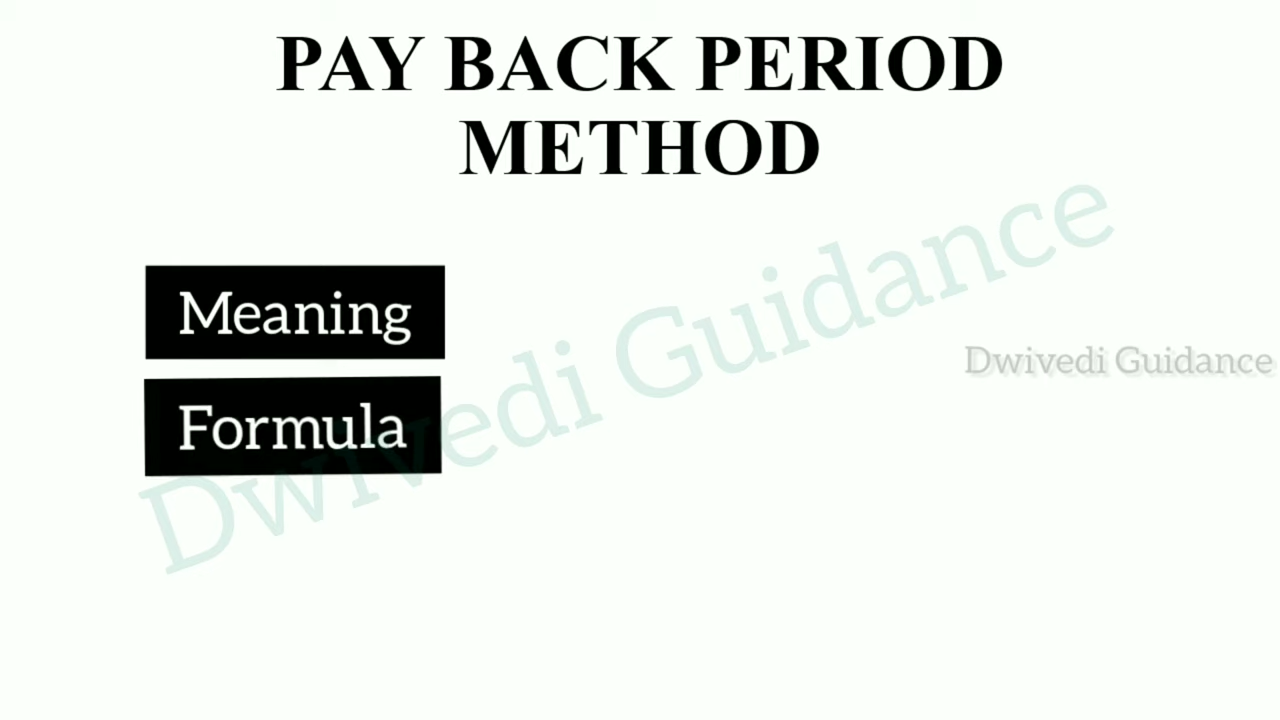 PAY BACK PERIOD
METHOD
Meaning
Dwivedi Guidance
Formula
Dwivedi Guidance